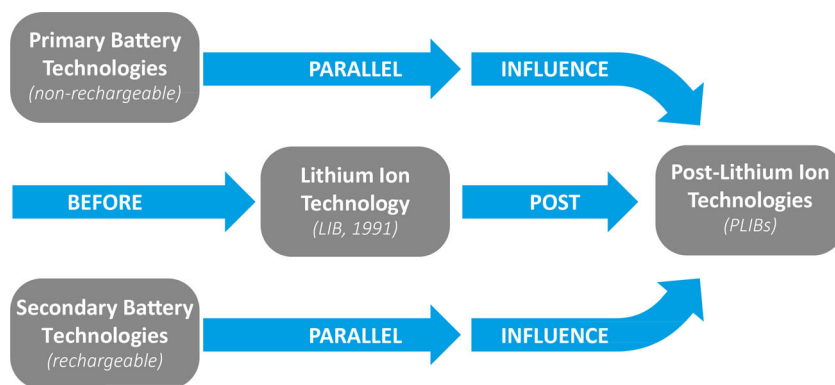 Primary Battery
Technologies
(non-rechargeable)
PARALLEL
INFLUENCE
BEFORE
Lithium Ion
Technology
(LIB, 1991)
POST
Post-Lithium Ion
Technologies
(PLIBs)
Secondary Battery
Technologies
(rechargeable)
PARALLEL
INFLUENCE